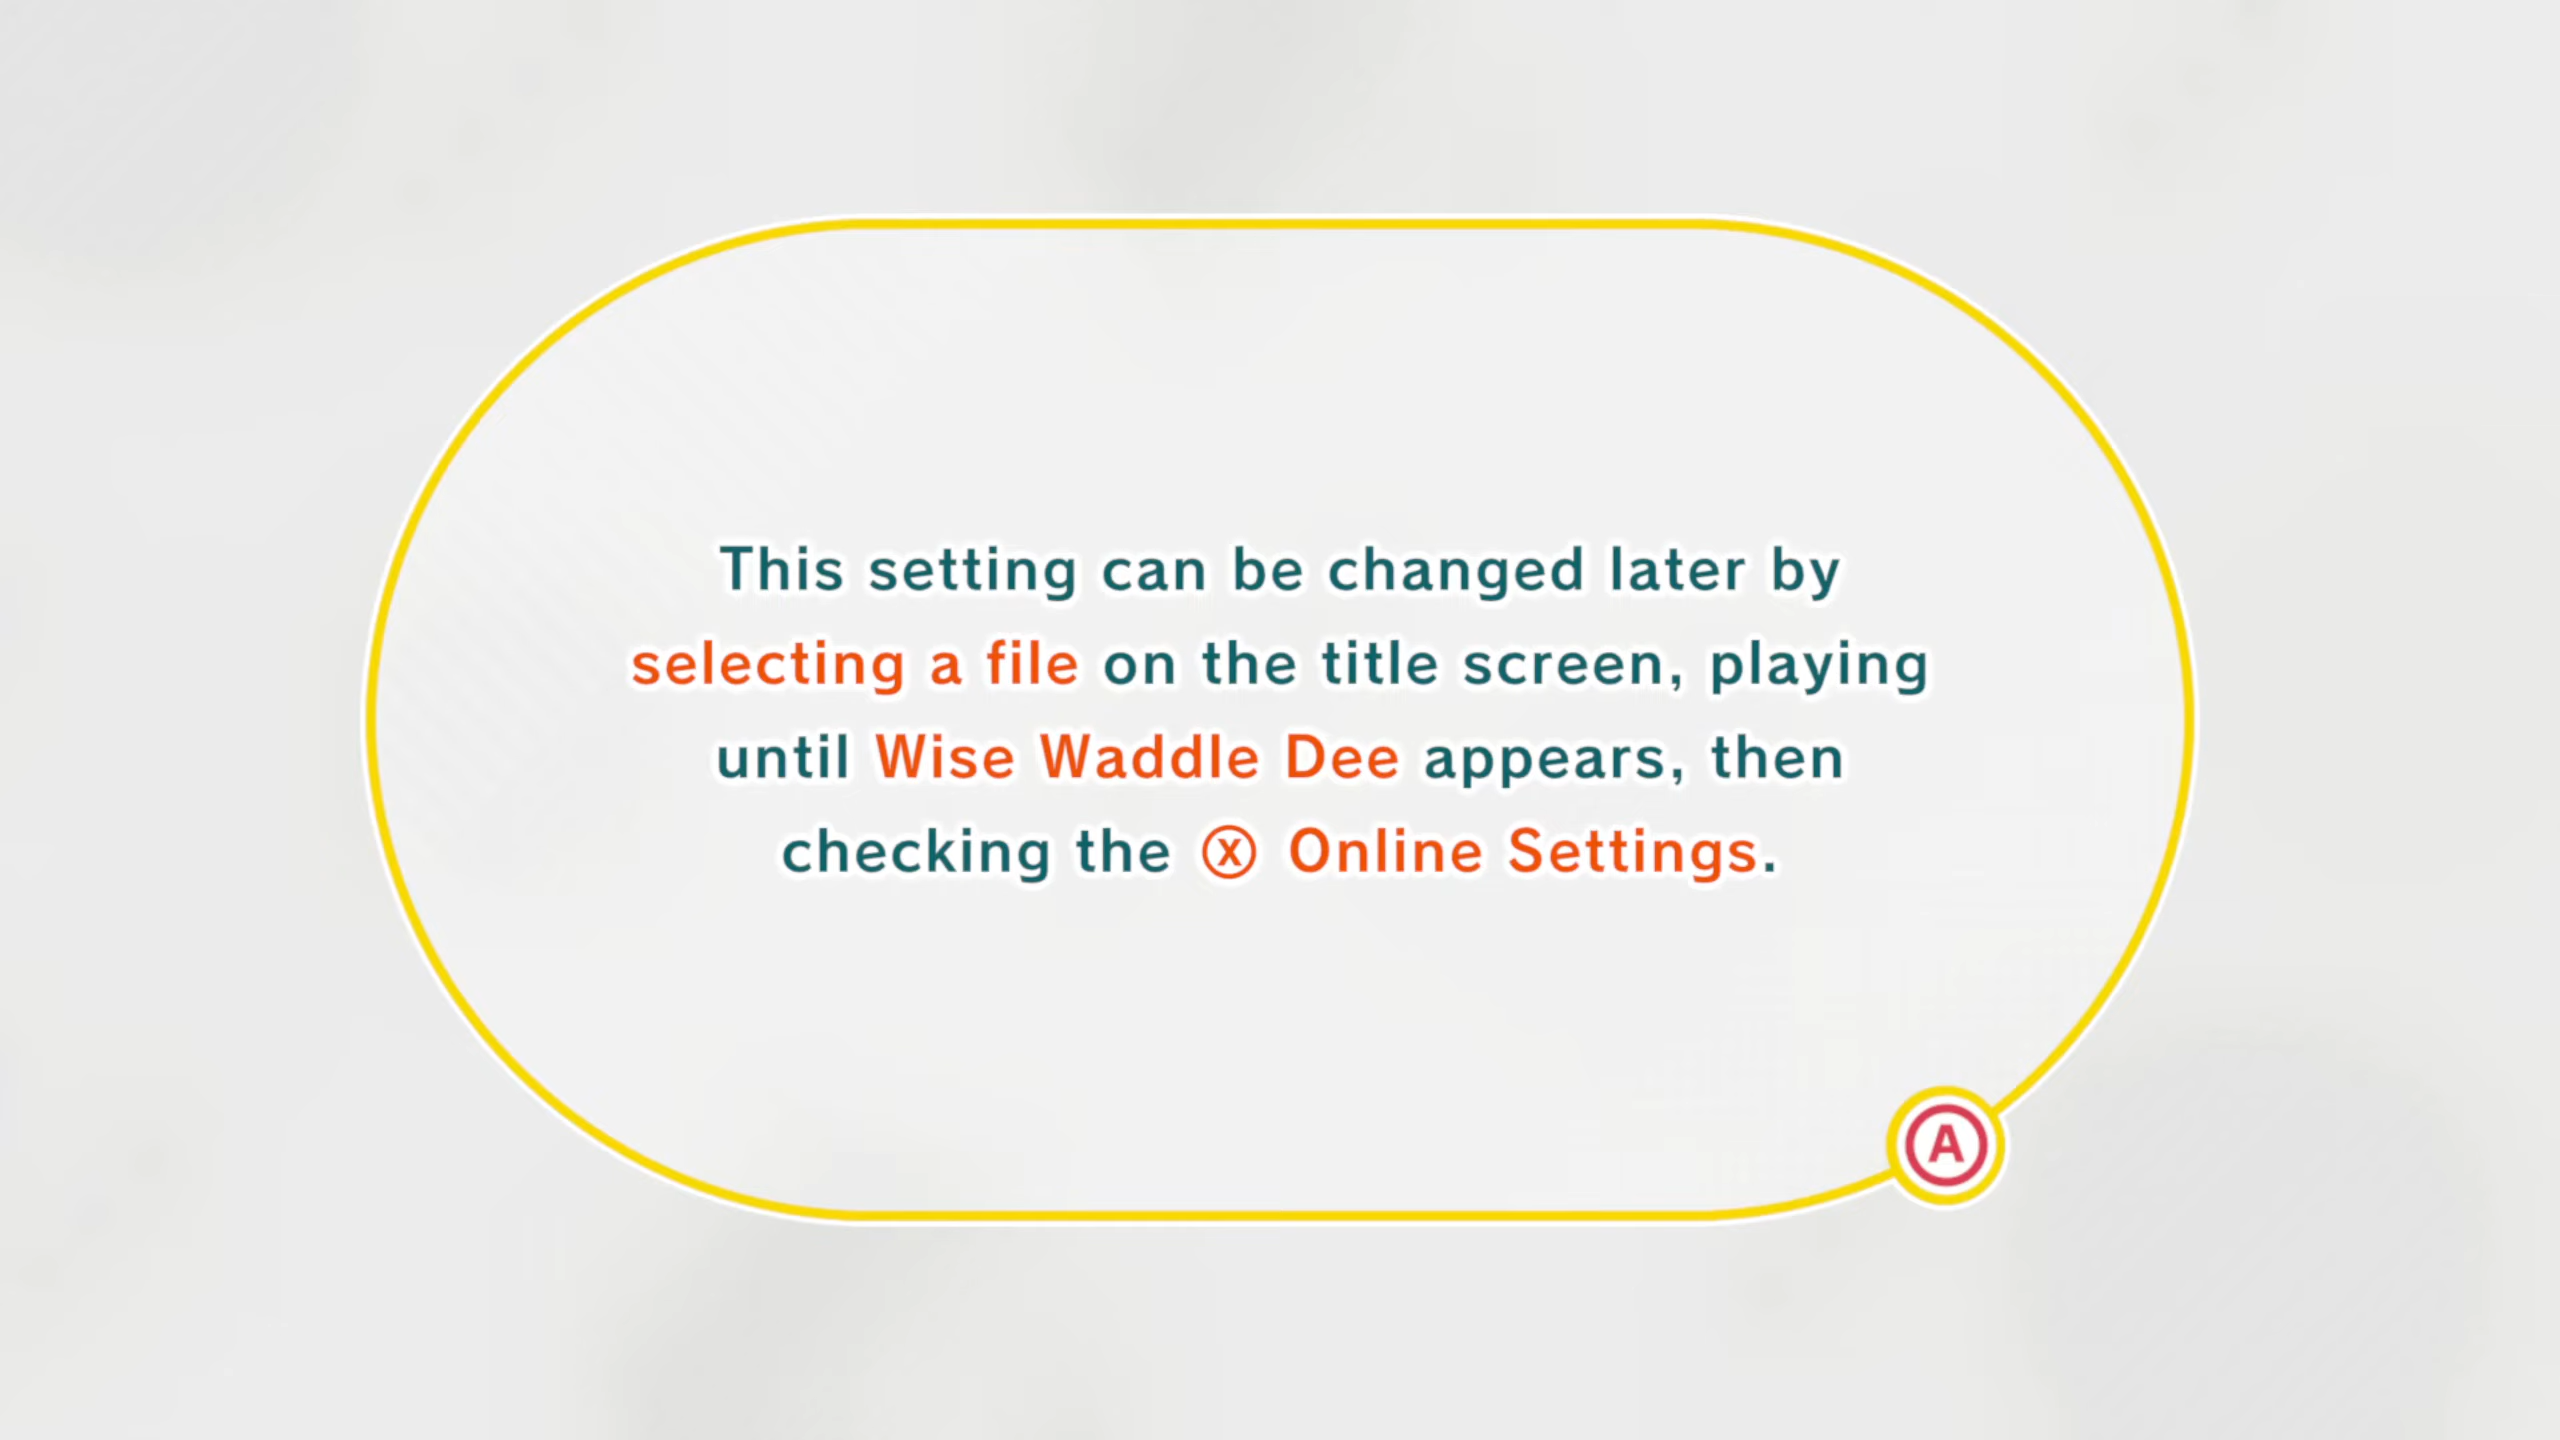 This setting can be changed later by
selecting a file on the title screen, playing
until Wise Waddle Dee appears, then
checking the ⓧ Online Settings.
A